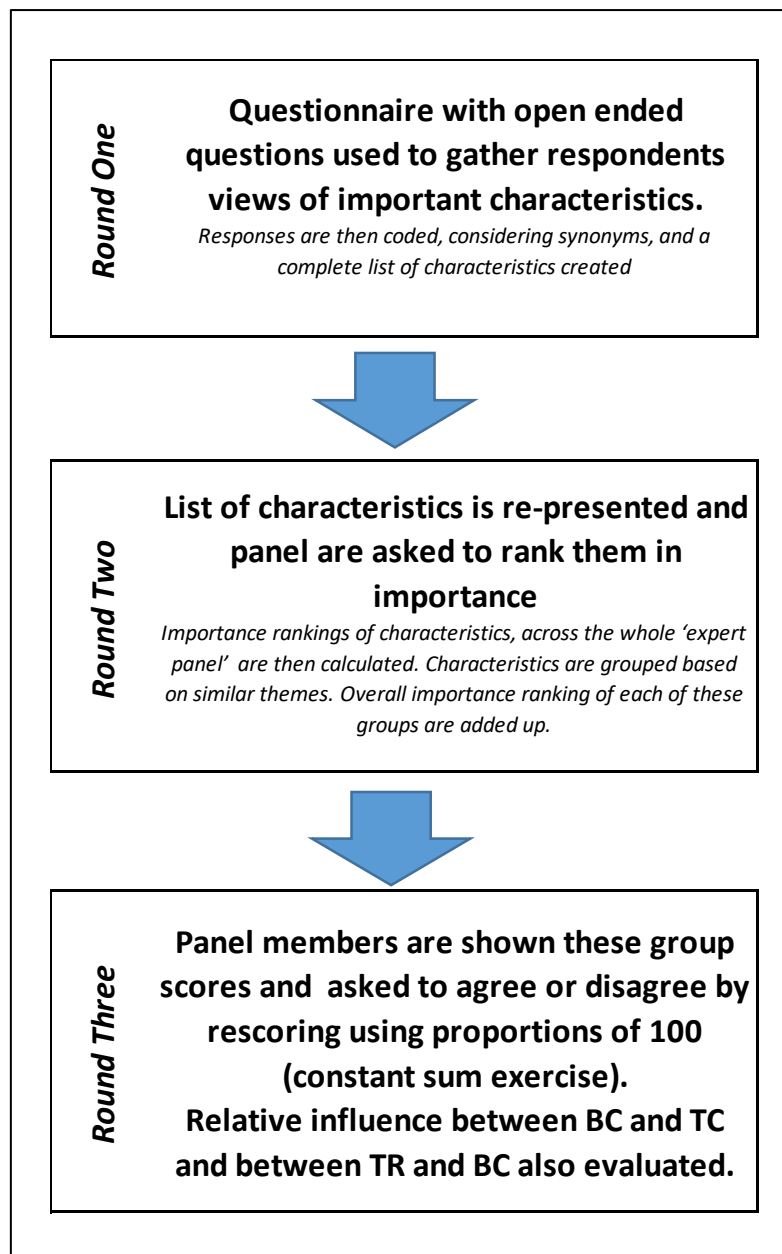 Round One
Questionnaire with open ended
questions used to gather respondents
views of important characteristics.
Responses are then coded, considering synonyms, and a
complete list of characteristics created
Round Two
List of characteristics is re-presented and
panel are asked to rank them in
importance
Importance rankings of characteristics, across the whole ‘expert
panel’ are then calculated. Characteristics are grouped based
on similar themes. Overall importance ranking of each of these
groups are added up.
Round Three
Panel members are shown these group
scores and asked to agree or disagree by
rescoring using proportions of 100
(constant sum exercise).
Relative influence between BC and TC
and between TR and BC also evaluated.